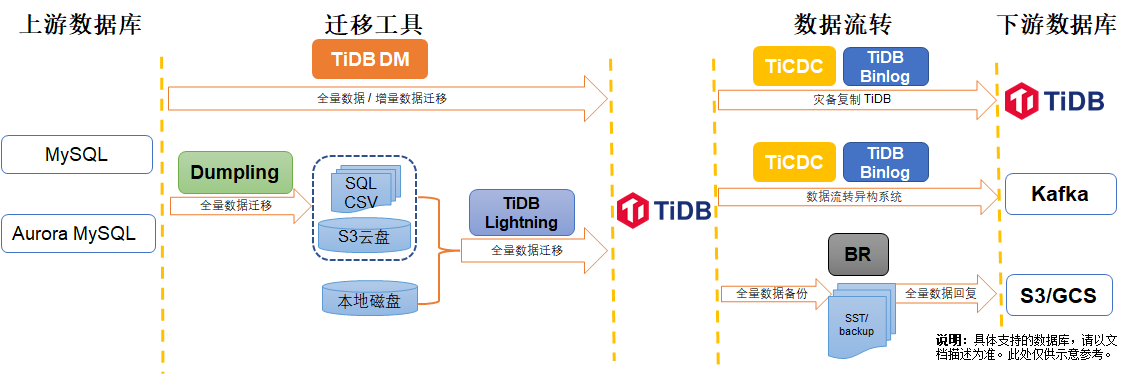 上游数据库
迁移工具
数据流转
下游数据库
TiDB DM
全量数据 / 增量数据迁移
TiCDC
TiDB
Binlog
灾备复制 TiDB
TiDB
MySQL
Aurora MySQL
Dumpling
全量数据迁移
SQL
CSV
S3云盘
本地磁盘
TiDB
Lightning
全量数据迁移
TiDB
TiCDC
TiDB
Binlog
数据流转异构系统
Kafka
BR
全量数据备份
SST/
backup
全量数据回复
S3/GCS
说明：具体支持的数据库，请以文
档描述为准。此处仅供示意参考。